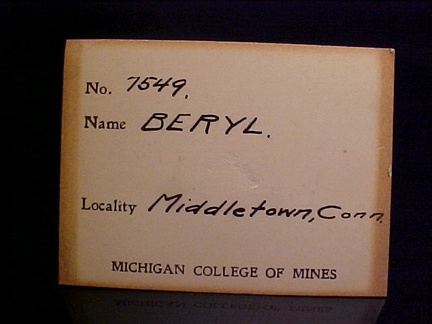 No. 7549.
Name BERYL.
Locality Middletown, Conn.
MICHIGAN COLLEGE OF MINES